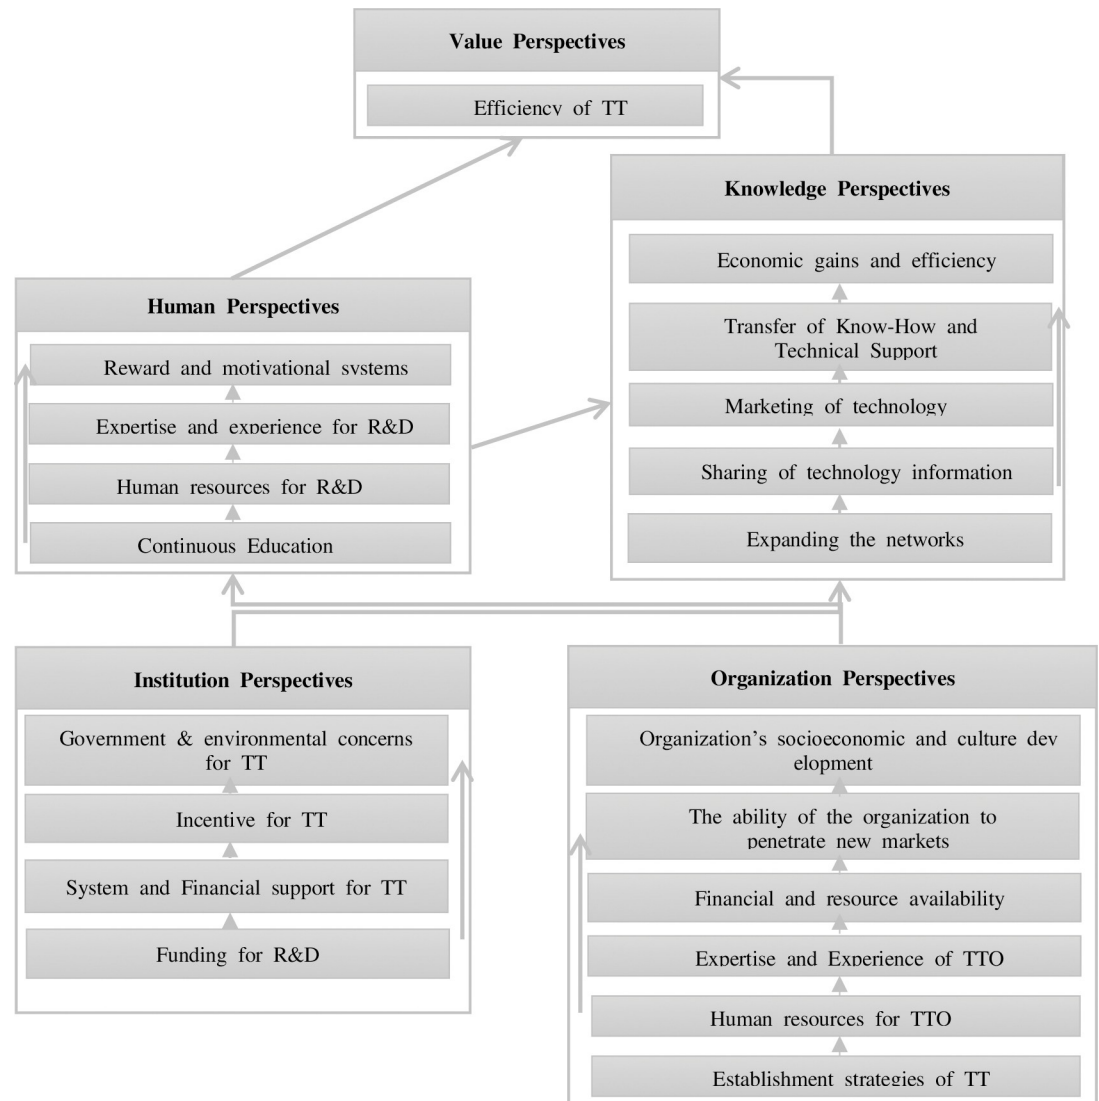 Value Perspectives
Efficiency of TT
Knowledge Perspectives
Economic gains and efficiency
Transfer of Know-How and
Technical Support
Marketing of technology
Sharing of technology information
Expanding the networks
Human Perspectives
Reward and motivational systems
Expertise and experience for R&D
Human resources for R&D
Continuous Education
Institution Perspectives
Government & environmental concerns
for TT
Incentive for TT
System and Financial support for TT
Funding for R&D
Organization Perspectives
Organization's socioeconomic and culture dev
elopment
The ability of the organization to
penetrate new markets
Financial and resource availability
Expertise and Experience of TTO
Human resources for TTO
Establishment strategies of TT